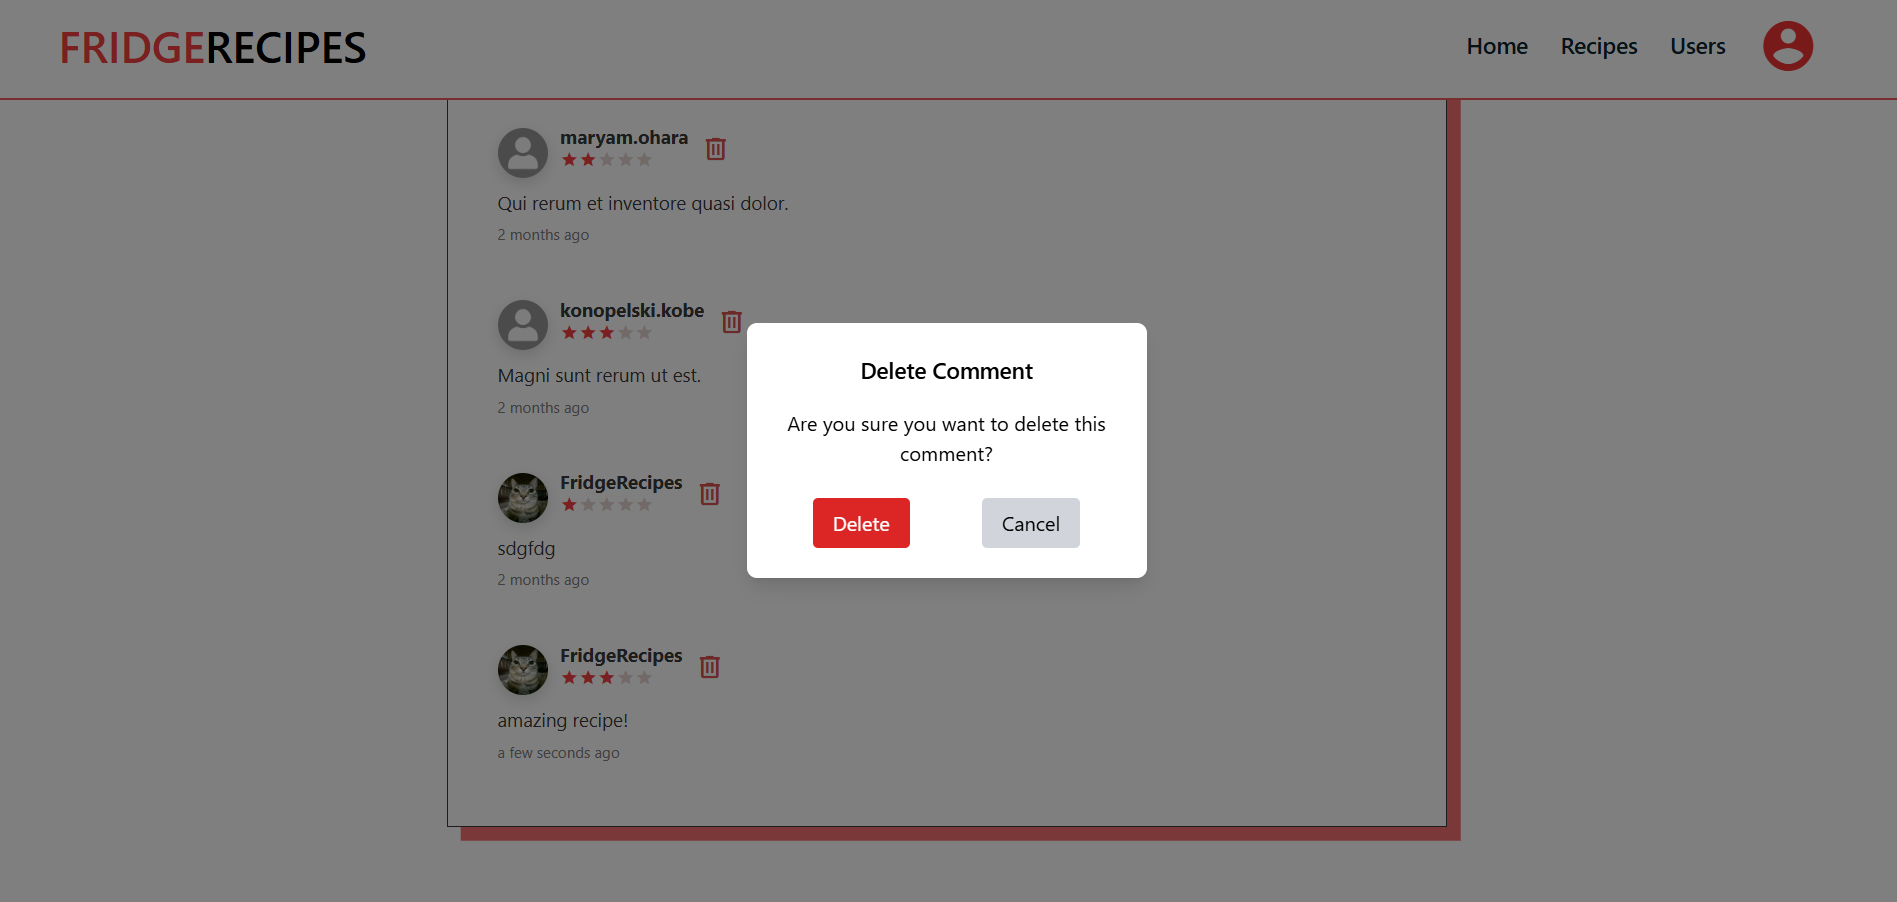 FRIDGERECIPES
Home Recipes Users
maryam.ohara
Qui rerum et inventore quasi dolor.
2 months ago
konopelski.kobe
Magni sunt rerum ut est.
2 months ago
FridgeRecipes
sdgfdg
2 months ago
FridgeRecipes
amazing recipe!
a few seconds ago
Delete Comment
Are you sure you want to delete this
comment?
Delete Cancel